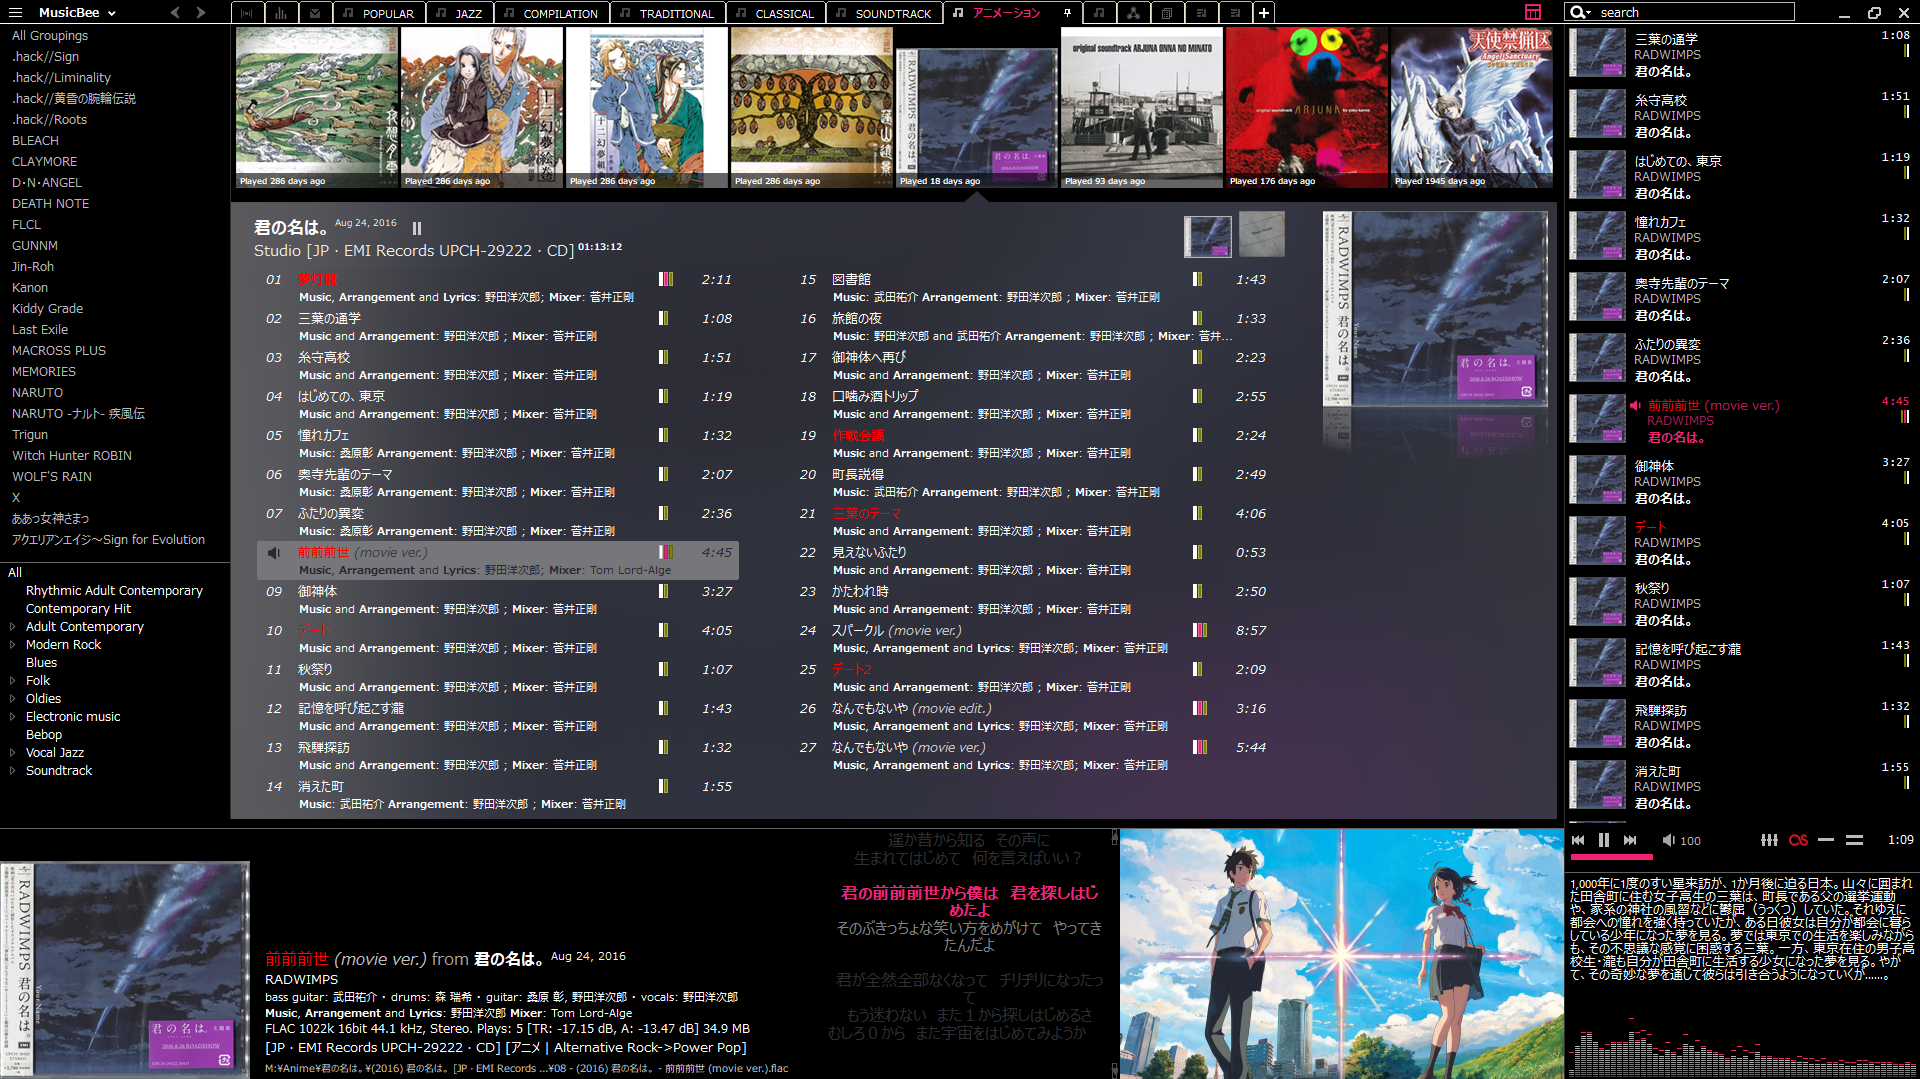 MusicBee
POPULAR
JAZZ
COMPILATION
TRADITIONAL
CLASSICAL
SOUNDTRACK
アニメーション
search
All Groupings
.hack//Sign
.hack//Liminality
.hack//黄昏の腕輪伝説
.hack//Roots
BLEACH
CLAYMORE
D・N・ANGEL
DEATH NOTE
FLCL
GUNNM
Jin-Roh
Kanon
Kiddy Grade
Last Exile
MACROSS PLUS
MEMORIES
NARUTO
NARUTO -ナルト- 疾風伝
Trigun
Witch Hunter ROBIN
WOLF'S RAIN
X
ああっ女神さまっ
アクエリアンエイジ～Sign for Evolution
All
Rhythmic Adult Contemporary
Contemporary Hit
Adult Contemporary
Modern Rock
Blues
Folk
Oldies
Electronic music
Bebop
Vocal Jazz
Soundtrack
Played 286 days ago
Played 286 days ago
Played 286 days ago
Played 286 days ago
Played 18 days ago
Played 93 days ago
Played 176 days ago
Played 1945 days ago
original soundtrack ARJUNA ONNA NO MINATO
ARJUNA
天使禁猟区
Angel Sanctuary
君の名は。 Aug 24, 2016
Studio [JP・EMI Records UPCH-29222・CD] 01:13:12
01 夢灯籠 2:11
Music, Arrangement and Lyrics: 野田洋次郎; Mixer: 菅井正剛
02 三葉の通学 1:08
Music and Arrangement: 野田洋次郎 ; Mixer: 菅井正剛
03 糸守高校 1:51
Music and Arrangement: 野田洋次郎 ; Mixer: 菅井正剛
04 はじめての、東京 1:19
Music and Arrangement: 野田洋次郎 ; Mixer: 菅井正剛
05 憧れカフェ 1:32
Music: 桑原彰 Arrangement: 野田洋次郎 ; Mixer: 菅井正剛
06 奥寺先輩のテーマ 2:07
Music: 桑原彰 Arrangement: 野田洋次郎 ; Mixer: 菅井正剛
07 ふたりの異変 2:36
Music: 桑原彰 Arrangement: 野田洋次郎 ; Mixer: 菅井正剛
前前前世 (movie ver.) 4:45
Music, Arrangement and Lyrics: 野田洋次郎; Mixer: Tom Lord-Alge
09 御神体 3:27
Music and Arrangement: 野田洋次郎 ; Mixer: 菅井正剛
10 デート 4:05
Music and Arrangement: 野田洋次郎 ; Mixer: 菅井正剛
11 秋祭り 1:07
Music and Arrangement: 野田洋次郎 ; Mixer: 菅井正剛
12 記憶を呼び起こす瀧 1:43
Music and Arrangement: 野田洋次郎 ; Mixer: 菅井正剛
13 飛騨探訪 1:32
Music and Arrangement: 野田洋次郎 ; Mixer: 菅井正剛
14 消えた町 1:55
Music: 武田祐介 Arrangement: 野田洋次郎 ; Mixer: 菅井正剛
15 図書館 1:43
Music: 武田祐介 Arrangement: 野田洋次郎 ; Mixer: 菅井正剛
16 旅館の夜 1:33
Music: 野田洋次郎 and 武田祐介 Arrangement: 野田洋次郎 ; Mixer: 菅井...
17 御神体へ再び 2:23
Music and Arrangement: 野田洋次郎 ; Mixer: 菅井正剛
18 口噛み酒トリップ 2:55
Music and Arrangement: 野田洋次郎 ; Mixer: 菅井正剛
19 作戦会議 2:24
Music and Arrangement: 野田洋次郎 ; Mixer: 菅井正剛
20 町長説得 2:49
Music: 武田祐介 Arrangement: 野田洋次郎 ; Mixer: 菅井正剛
21 三葉のテーマ 4:06
Music and Arrangement: 野田洋次郎 ; Mixer: 菅井正剛
22 見えないふたり 0:53
Music and Arrangement: 野田洋次郎 ; Mixer: 菅井正剛
23 かたわれ時 2:50
Music and Arrangement: 野田洋次郎 ; Mixer: 菅井正剛
24 スパークル (movie ver.) 8:57
Music, Arrangement and Lyrics: 野田洋次郎; Mixer: 菅井正剛
25 デート2 2:09
Music and Arrangement: 野田洋次郎 ; Mixer: 菅井正剛
26 なんでもないや (movie edit.) 3:16
Music, Arrangement and Lyrics: 野田洋次郎; Mixer: 菅井正剛
27 なんでもないや (movie ver.) 5:44
Music, Arrangement and Lyrics: 野田洋次郎; Mixer: 菅井正剛
RADWIMPS 君の名は。
君の名は。
三葉の通学 1:08
RADWIMPS
君の名は。
糸守高校 1:51
RADWIMPS
君の名は。
はじめての、東京 1:19
RADWIMPS
君の名は。
憧れカフェ 1:32
RADWIMPS
君の名は。
奥寺先輩のテーマ 2:07
RADWIMPS
君の名は。
ふたりの異変 2:36
RADWIMPS
君の名は。
前前前世 (movie ver.) 4:45
RADWIMPS
君の名は。
御神体 3:27
RADWIMPS
君の名は。
デート 4:05
RADWIMPS
君の名は。
秋祭り 1:07
RADWIMPS
君の名は。
記憶を呼び起こす瀧 1:43
RADWIMPS
君の名は。
飛騨探訪 1:32
RADWIMPS
君の名は。
消えた町 1:55
RADWIMPS
君の名は。
100
1:09
RADWIMPS 君の名は。
君の名は。
前前前世 (movie ver.) from 君の名は。 Aug 24, 2016
RADWIMPS
bass guitar: 武田祐介・drums: 森 瑞希・guitar: 桑原 彰, 野田洋次郎・vocals: 野田洋次郎
Music, Arrangement and Lyrics: 野田洋次郎 Mixer: Tom Lord-Alge
FLAC 1022k 16bit 44.1 kHz, Stereo. Plays: 5 [TR: -17.15 dB, A: -13.47 dB] 34.9 MB
[JP・EMI Records UPCH-29222・CD] [アニメ | Alternative Rock->Power Pop]
M:¥Anime¥君の名は。¥(2016) 君の名は。[JP・EMI Records ...¥08 - (2016) 君の名は。 - 前前前世 (movie ver.).flac
遥か昔から知る その声に
生まれてはじめて 何を言えばいい？
君の前前前世から僕は 君を探しはじ
めたよ
そのぶきっちょな笑い方をめがけて やってき
たんだよ
君が全然全部なくなって チリヂリになったっ
て
もう迷わない また１から探しはじめるさ
むしろ０から また宇宙をはじめてみようか
1,000年に1度のすい星来訪が、1か月後に迫る日本。山々に囲まれ
た田舎町に住む女子高生の三葉は、町長である父の選挙運動
や、家系の神社の風習などに鬱屈（うっくつ）していた。それゆえに
都会への憧れを強く持っていたが、ある日彼女は自分が都会に暮ら
している少年になった夢を見る。夢では東京での生活を楽しみながら
も、その不思議な感覚に困惑する三葉。一方、東京在住の男子高
校生・瀧も自分が田舎町に生活する少女になった夢を見る。やが
て、その奇妙な夢を通じて彼らは引き合うようになっていくが……。